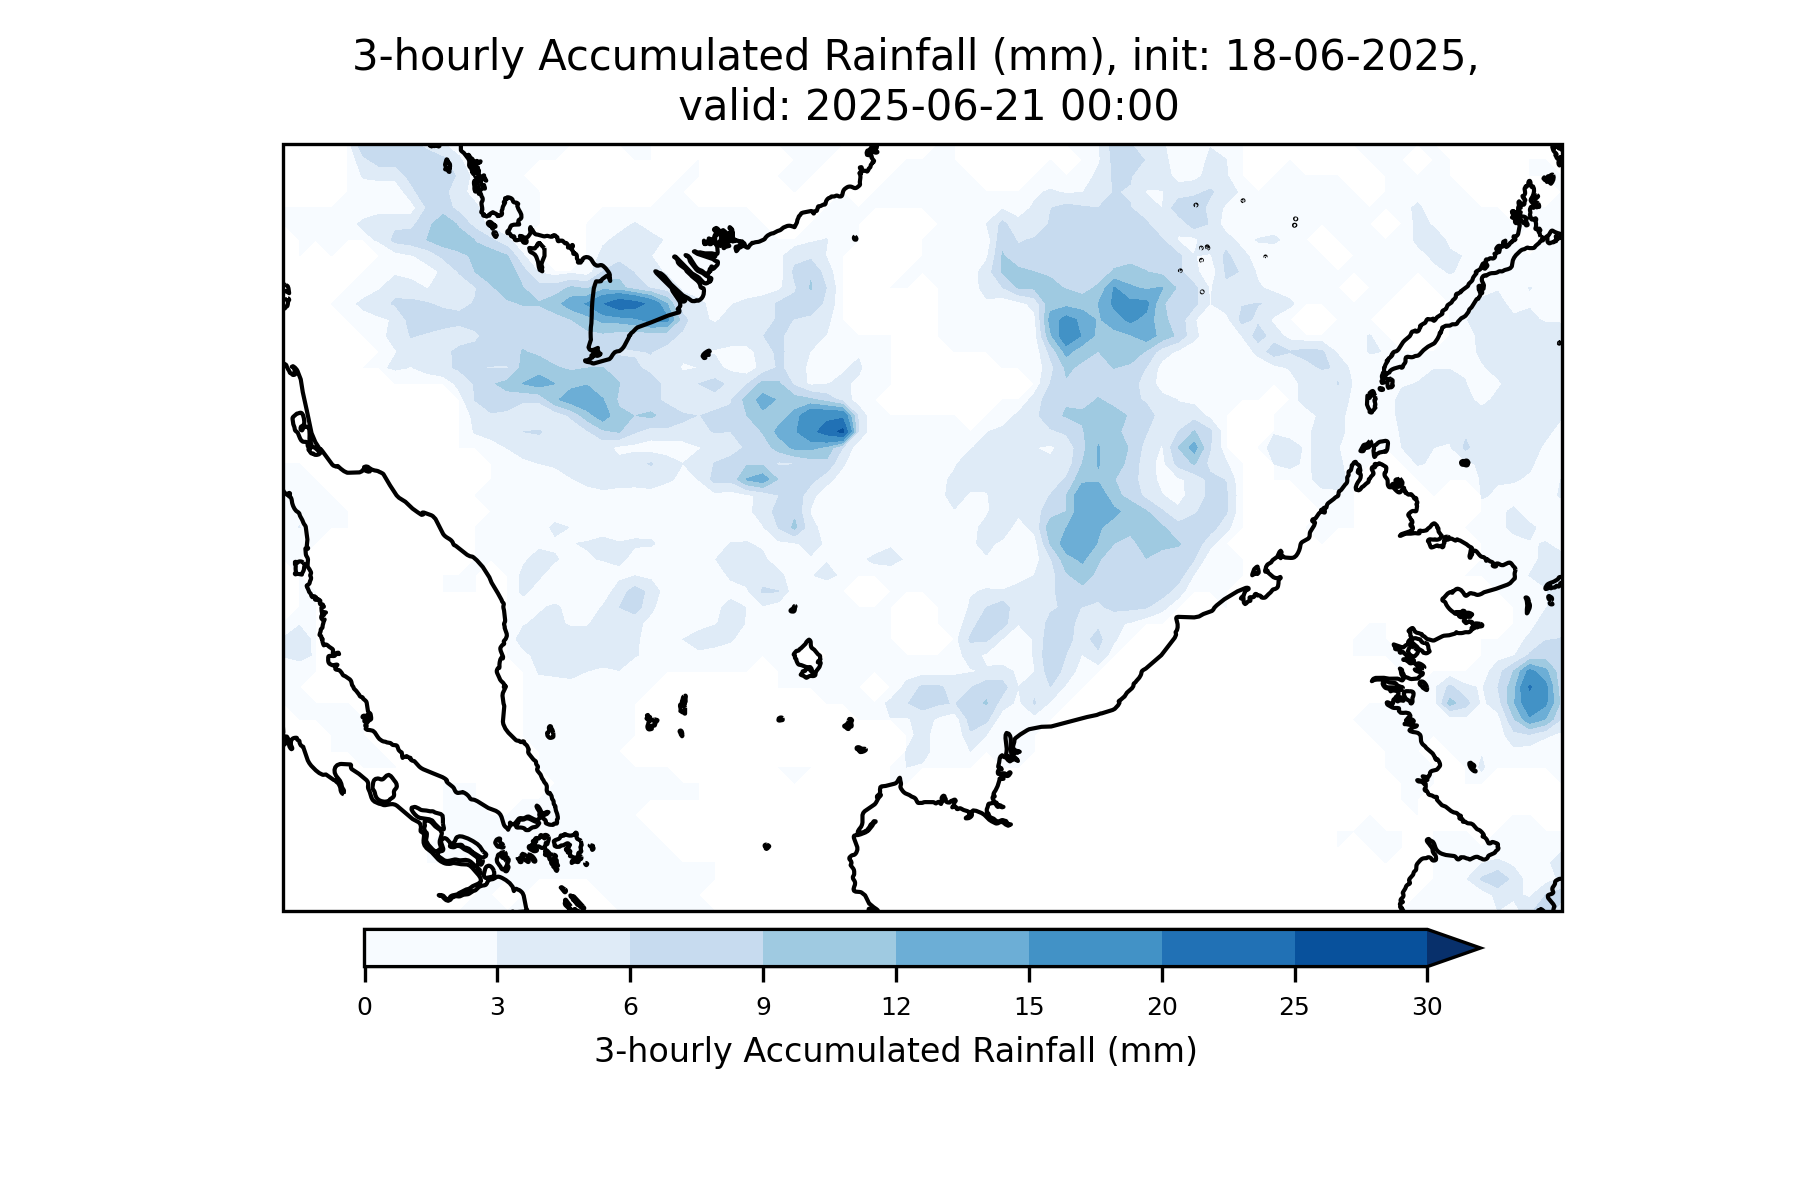 3-hourly Accumulated Rainfall (mm), init: 18-06-2025,
valid: 2025-06-21 00:00
0 3 6 9 12 15 20 25 30
3-hourly Accumulated Rainfall (mm)